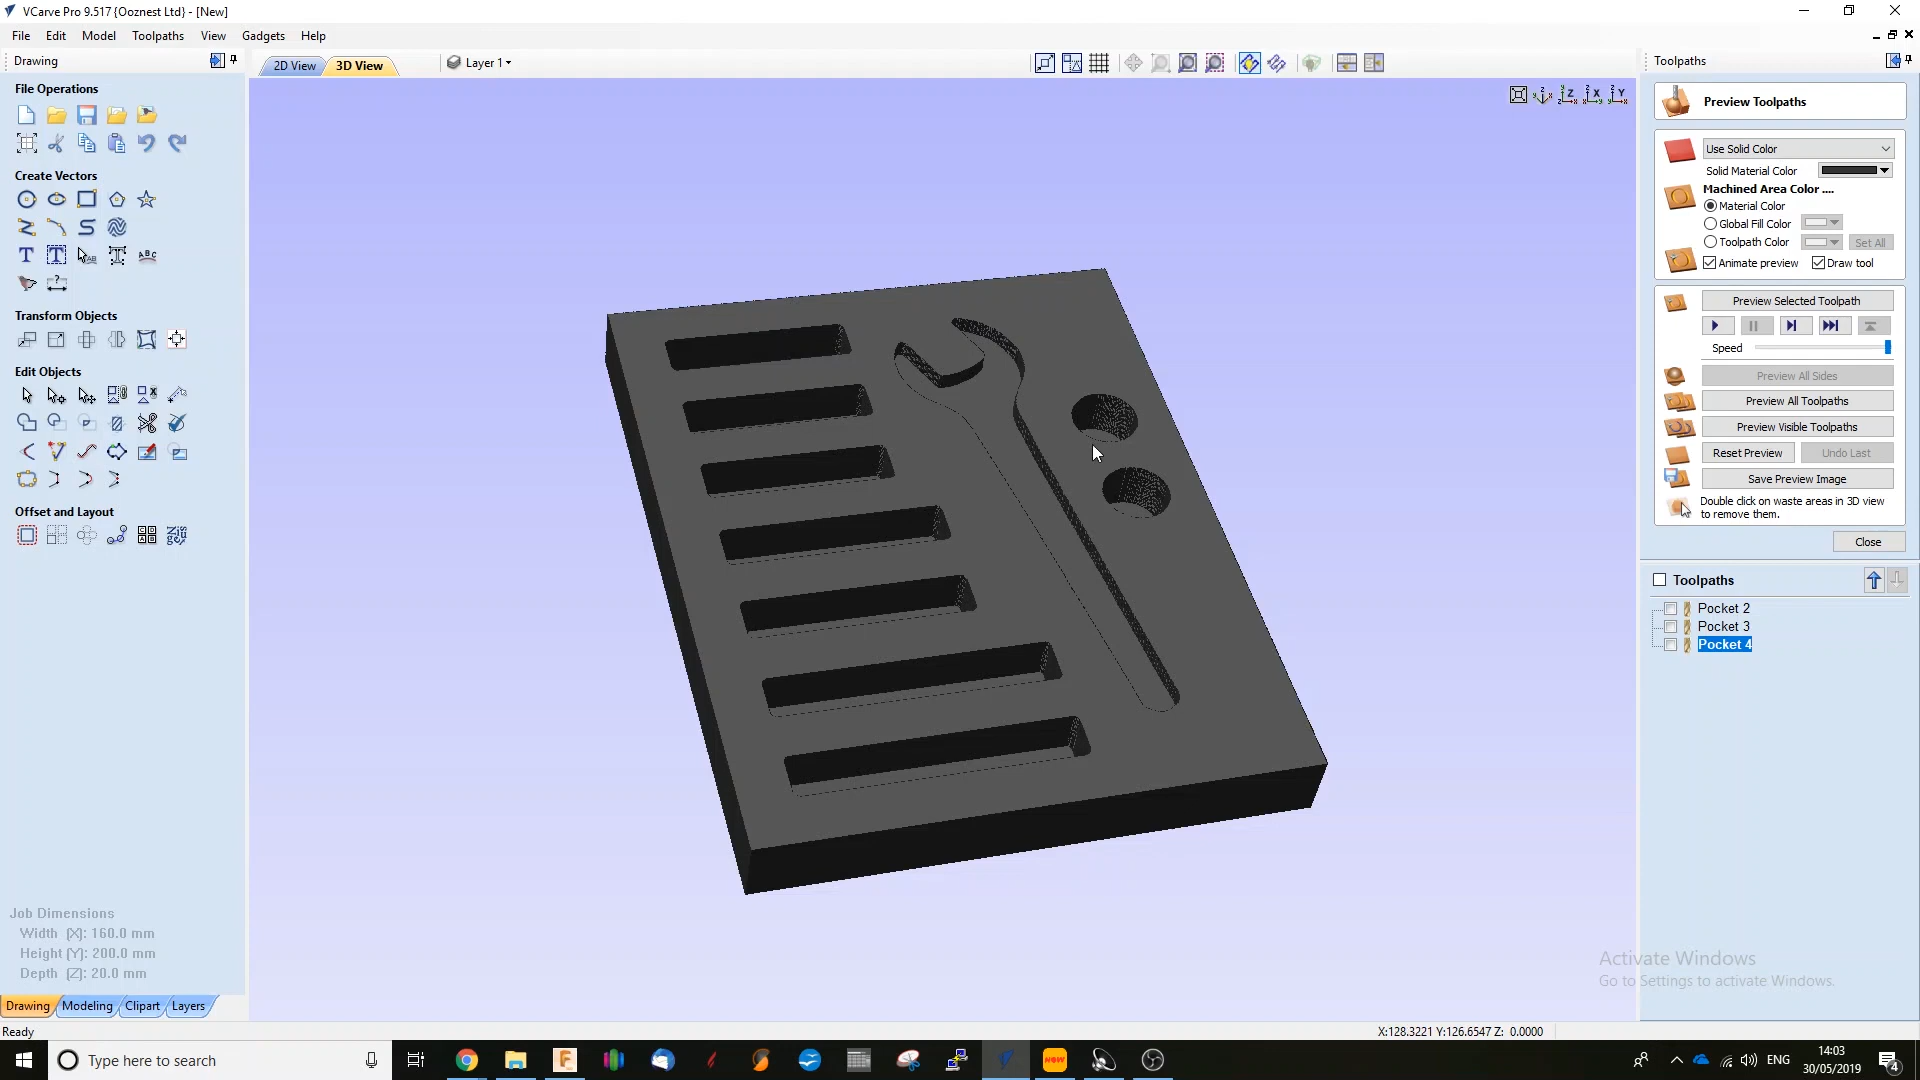 VCarve Pro 9.517 {Ooznest Ltd} - [New]
File Edit Model Toolpaths View Gadgets Help
Drawing
2D View
3D View
Layer 1
Toolpaths
File Operations
Create Vectors
Transform Objects
Edit Objects
Offset and Layout
Job Dimensions
Width (X): 160.0 mm
Height (Y): 200.0 mm
Depth (Z): 20.0 mm
Drawing Modeling Clipart Layers
Ready
Preview Toolpaths
Use Solid Color
Solid Material Color
Machined Area Color ....
Material Color
Global Fill Color
Toolpath Color
Set All
Animate preview
Draw tool
Preview Selected Toolpath
Speed
Preview All Sides
Preview All Toolpaths
Preview Visible Toolpaths
Reset Preview
Undo Last
Save Preview Image
Double click on waste areas in 3D view
to remove them.
Close
Toolpaths
Pocket 2
Pocket 3
Pocket 4
Activate Windows
Go to Settings to activate Windows.
X:128.3221 Y:126.6547 Z: 0.0000
Type here to search
NOW
ENG
14:03
30/05/2019
4